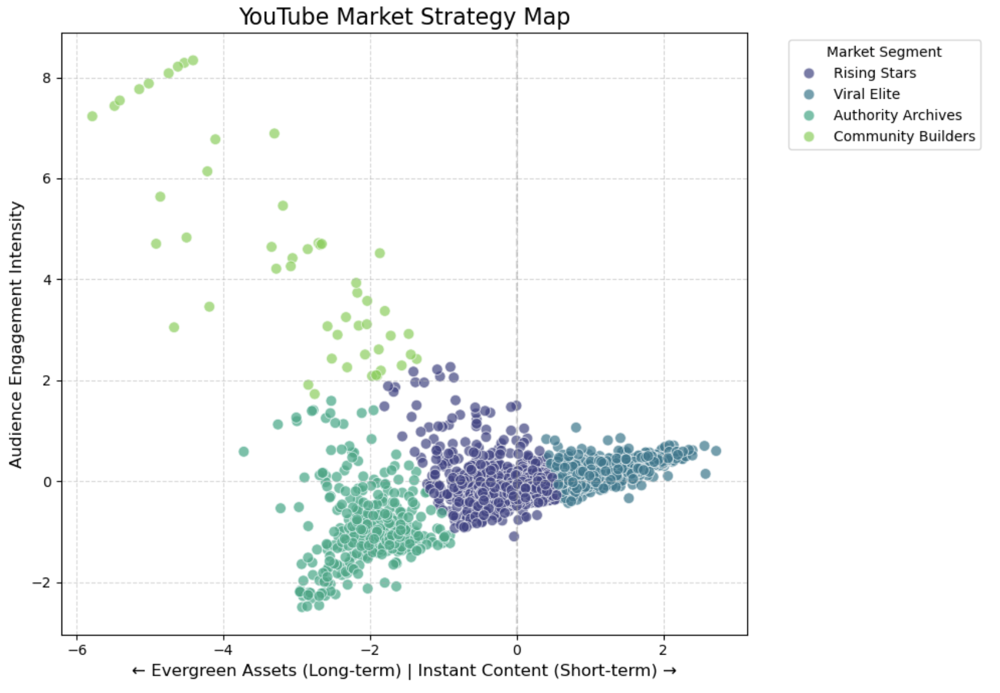 YouTube Market Strategy Map
Market Segment
Rising Stars
Viral Elite
Authority Archives
Community Builders
Audience Engagement Intensity
8
6
4
2
0
−2
−6
−4
−2
0
2
← Evergreen Assets (Long-term) | Instant Content (Short-term) →